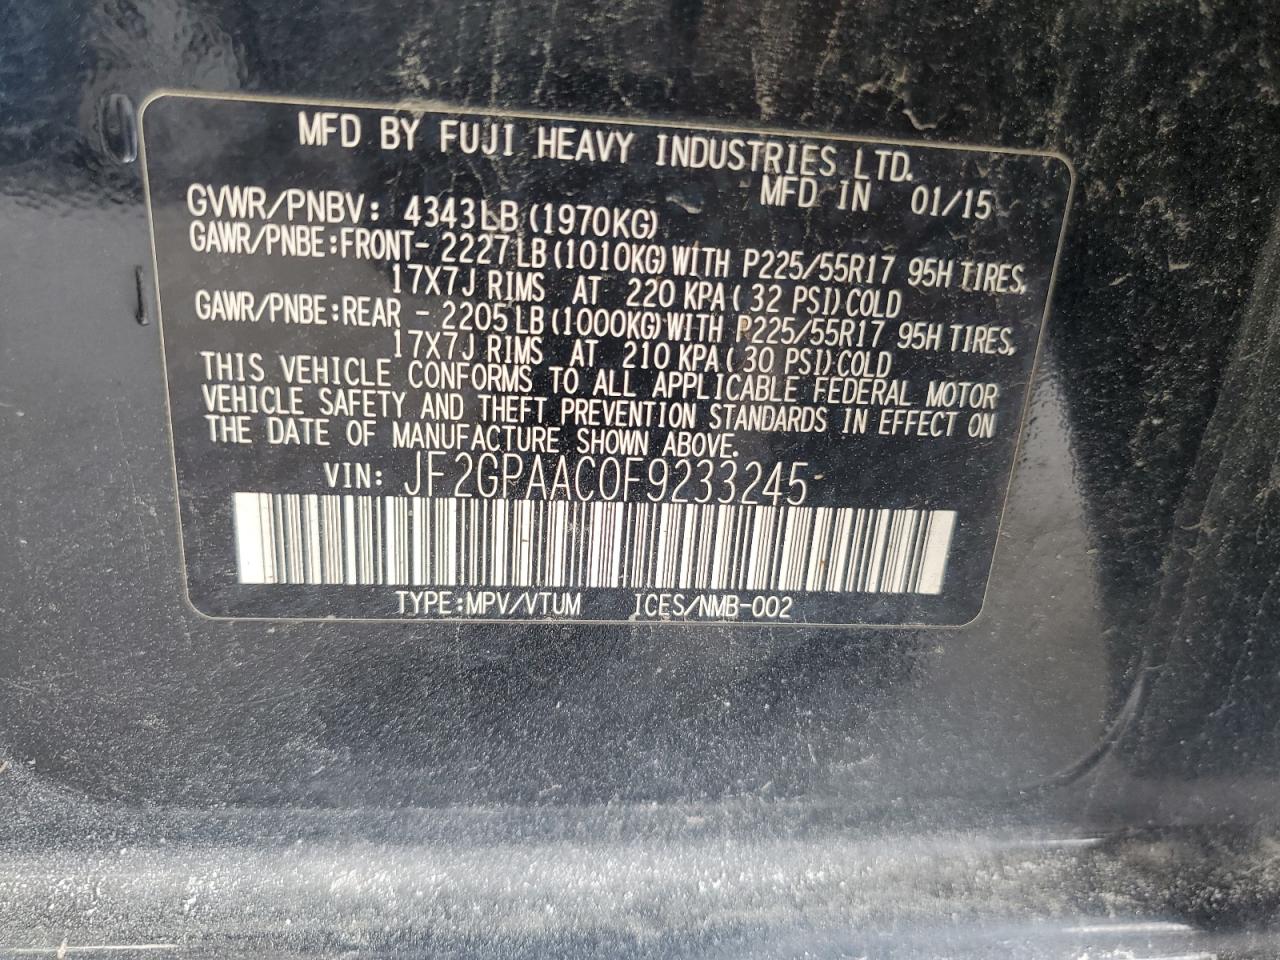 MFD BY FUJI HEAVY INDUSTRIES LTD.
MFD IN 01/15
GVWR/PNBV: 4343LB (1970KG)
GAWR/PNBE:FRONT- 2227LB (1010KG) WITH P225/55R17 95H TIRES,
17X7J RIMS AT 220 KPA ( 32 PSI) COLD
GAWR/PNBE:REAR - 2205LB (1000KG) WITH P225/55R17 95H TIRES,
17X7J RIMS AT 210 KPA ( 30 PSI) COLD
THIS VEHICLE CONFORMS TO ALL APPLICABLE FEDERAL MOTOR
VEHICLE SAFETY AND THEFT PREVENTION STANDARDS IN EFFECT ON
THE DATE OF MANUFACTURE SHOWN ABOVE.
VIN: JF2GPAAC0F9233245
TYPE:MPV/VTUM ICES/NMB-002